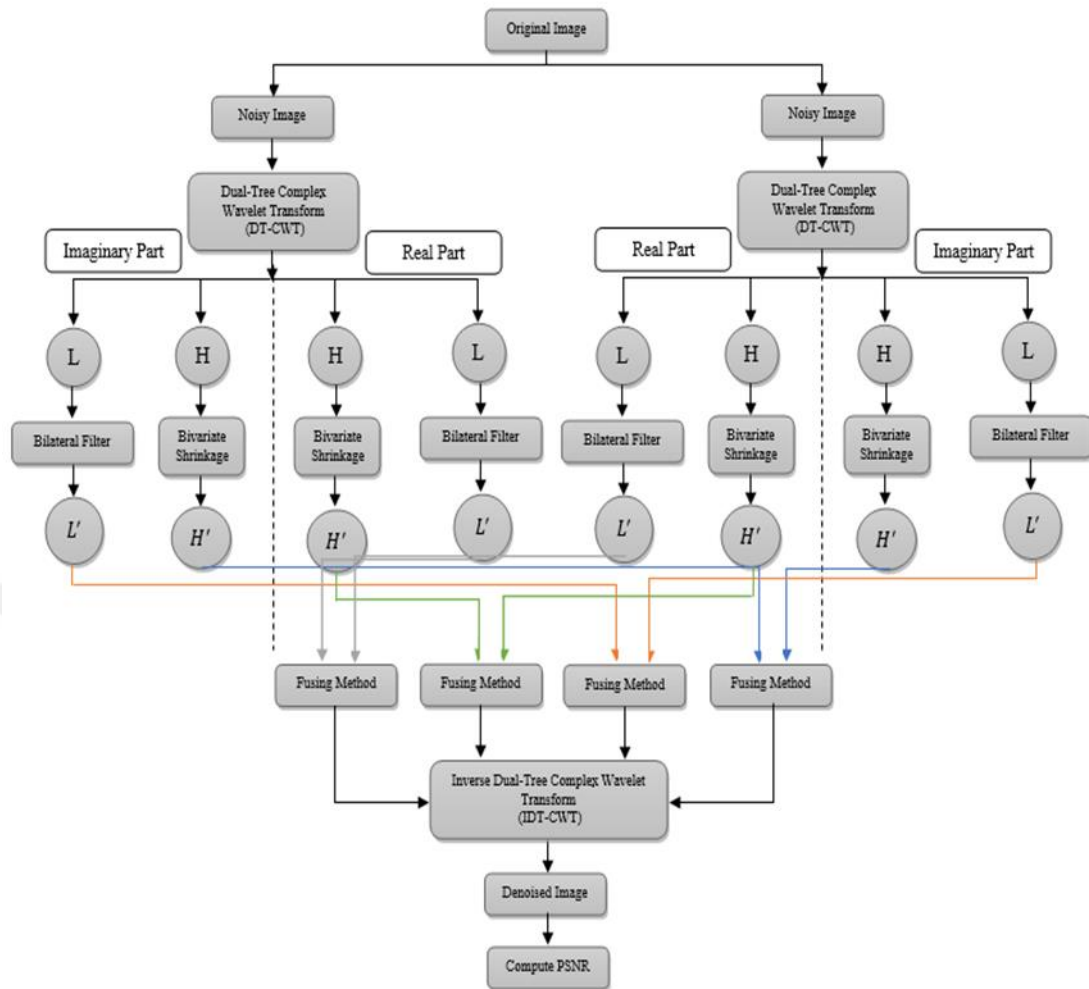 Original Image
Noisy Image
Noisy Image
Dual-Tree Complex
Wavelet Transform
(DT-CWT)
Dual-Tree Complex
Wavelet Transform
(DT-CWT)
Imaginary Part
Real Part
Real Part
Imaginary Part
L
H
H
L
L
H
H
L
Bilateral Filter
Bivariate
Shrinkage
Bivariate
Shrinkage
Bilateral Filter
Bilateral Filter
Bivariate
Shrinkage
Bivariate
Shrinkage
Bilateral Filter
L′
H′
H′
L′
L′
H′
H′
L′
Fusing Method
Fusing Method
Fusing Method
Fusing Method
Inverse Dual-Tree Complex Wavelet
Transform
(IDT-CWT)
Denoised Image
Compute PSNR